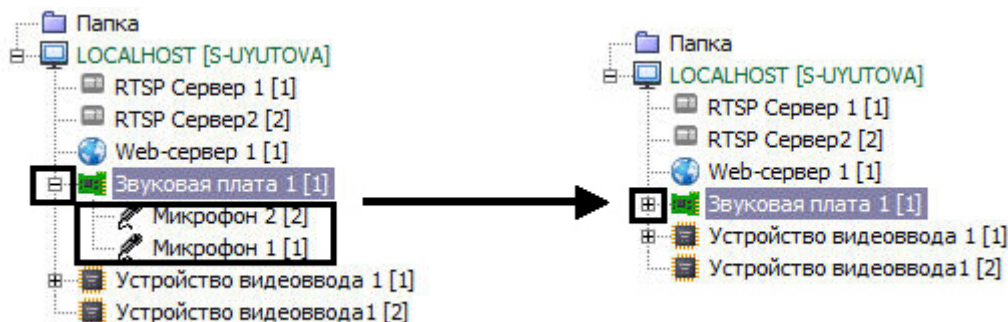 Папка
LOCALHOST [S-UYUTOVA]
RTSP Сервер 1 [1]
RTSP Сервер2 [2]
Web-сервер 1 [1]
Звуковая плата 1 [1]
Микрофон 2 [2]
Микрофон 1 [1]
Устройство видеоввода 1 [1]
Устройство видеоввода1 [2]
Папка
LOCALHOST [S-UYUTOVA]
RTSP Сервер 1 [1]
RTSP Сервер2 [2]
Web-сервер 1 [1]
Звуковая плата 1 [1]
Устройство видеоввода 1 [1]
Устройство видеоввода1 [2]